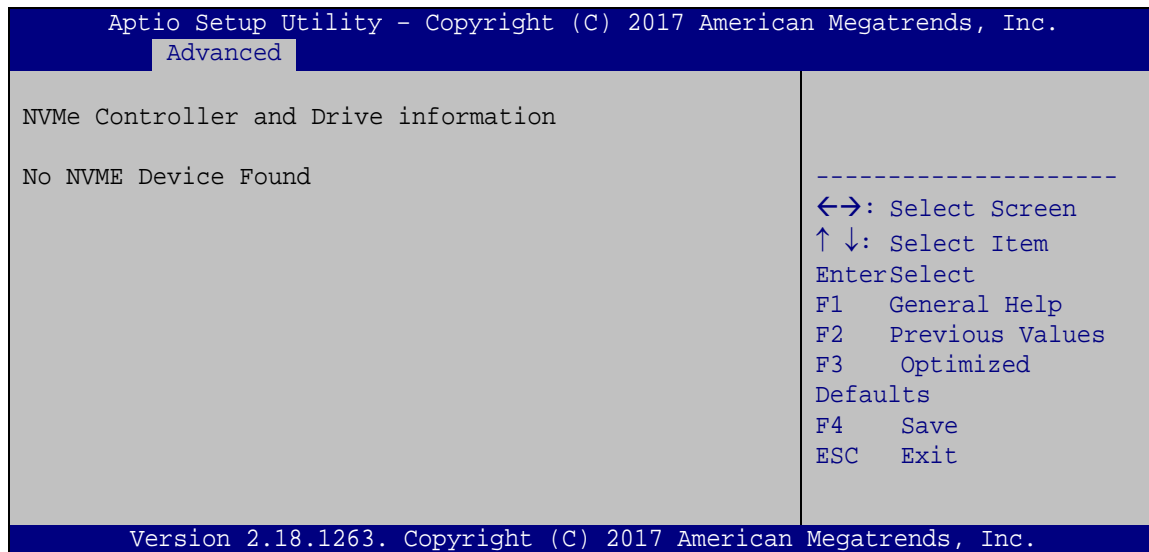 Aptio Setup Utility – Copyright (C) 2017 American Megatrends, Inc.
Advanced
NVMe Controller and Drive information
No NVME Device Found
---------------------
←→: Select Screen
↑ ↓: Select Item
EnterSelect
F1 General Help
F2 Previous Values
F3 Optimized
Defaults
F4 Save
ESC Exit
Version 2.18.1263. Copyright (C) 2017 American Megatrends, Inc.